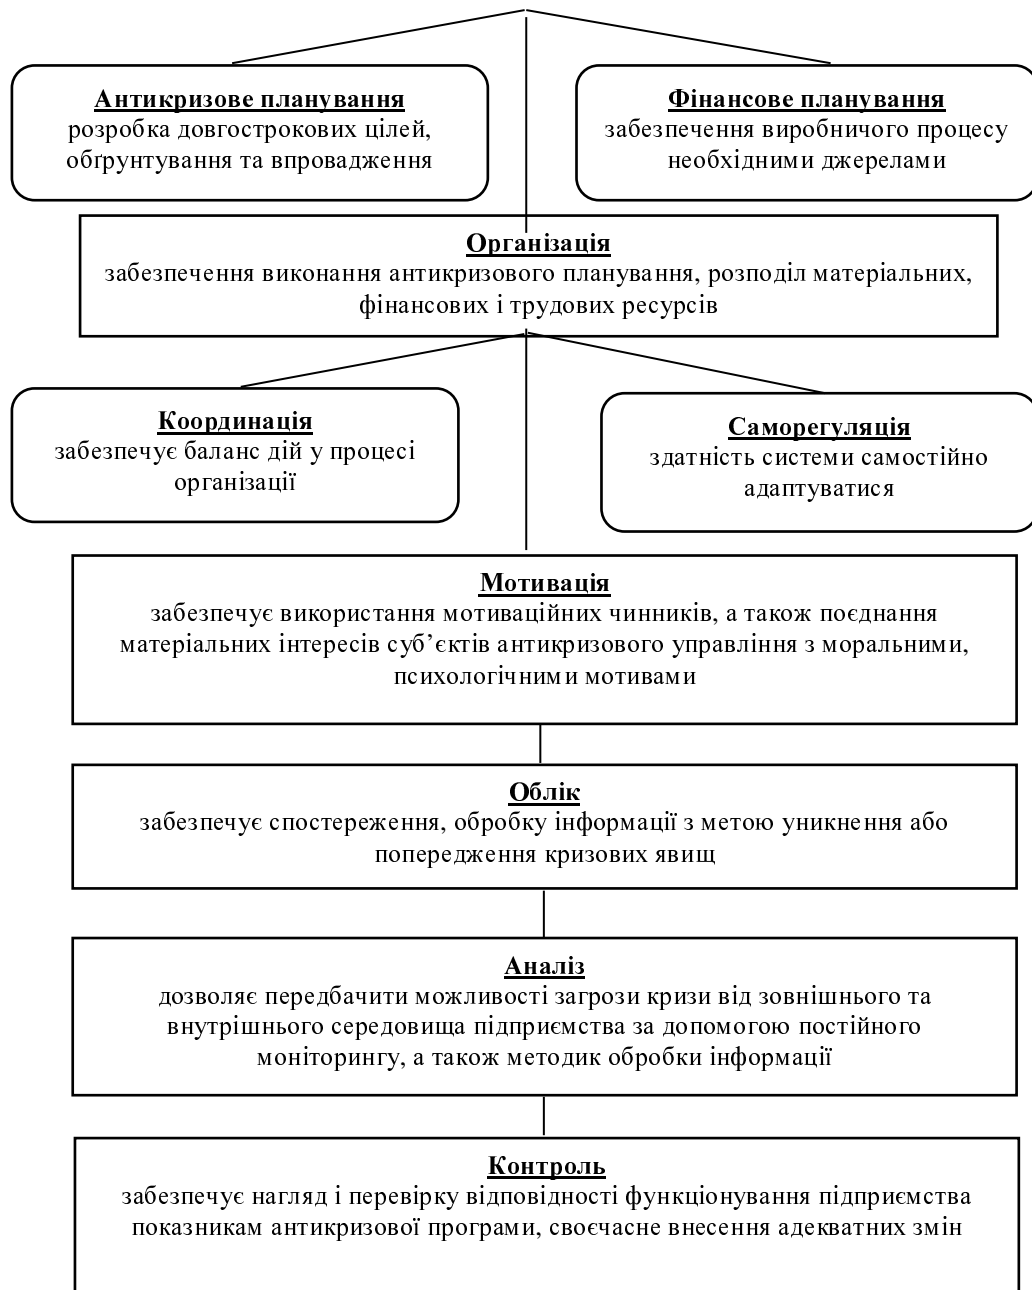 Антикризове планування
розробка довгострокових цілей,
обґрунтування та впровадження
Фінансове планування
забезпечення виробничого процесу
необхідними джерелами
Організація
забезпечення виконання антикризового планування, розподіл матеріальних,
фінансових і трудових ресурсів
Координація
забезпечує баланс дій у процесі
організації
Саморегуляція
здатність системи самостійно
адаптуватися
Мотивація
забезпечує використання мотиваційних чинників, а також поєднання
матеріальних інтересів суб’єктів антикризового управління з моральними,
психологічними мотивами
Облік
забезпечує спостереження, обробку інформації з метою уникнення або
попередження кризових явищ
Аналіз
дозволяє передбачити можливості загрози кризи від зовнішнього та
внутрішнього середовища підприємства за допомогою постійного
моніторингу, а також методик обробки інформації
Контроль
забезпечує нагляд і перевірку відповідності функціонування підприємства
показникам антикризової програми, своєчасне внесення адекватних змін